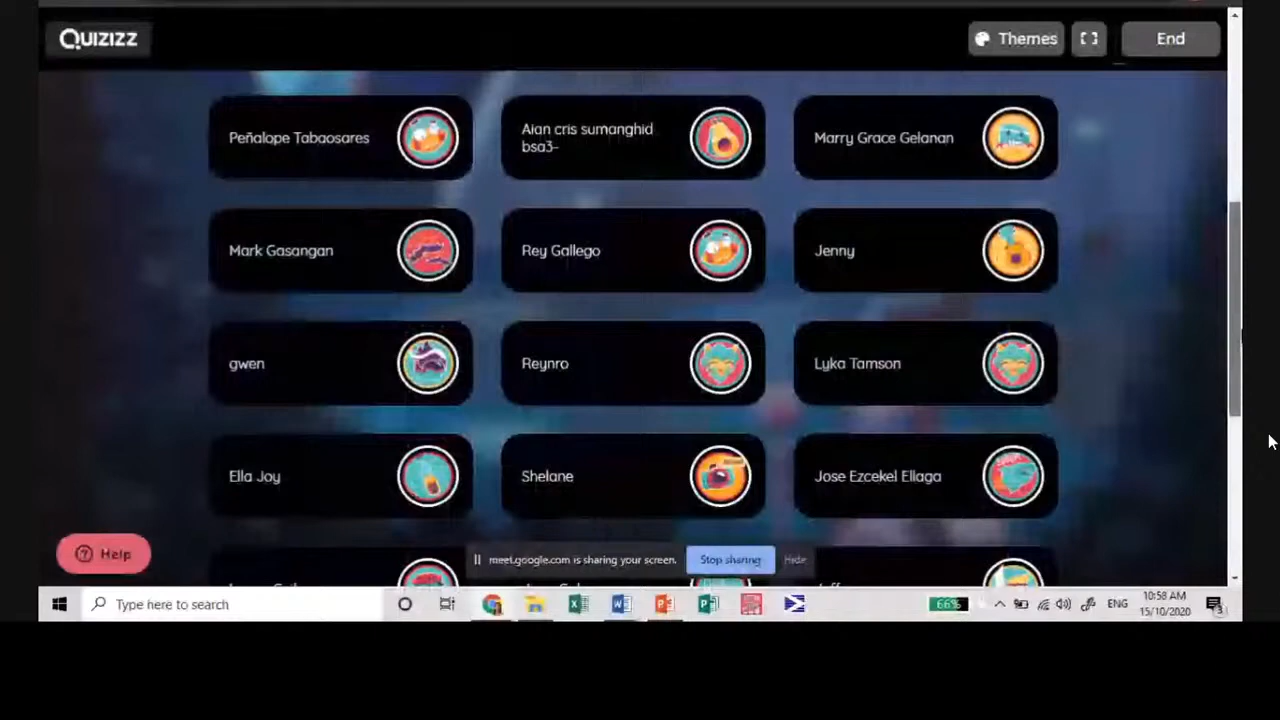 Quizizz
Themes
End
Peñalope Tabaosares
Aian cris sumanghid
bsa3-
Marry Grace Gelanan
Mark Gasangan
Rey Gallego
Jenny
gwen
Reynro
Lyka Tamson
Ella Joy
Shelane
Jose Ezcekel Ellaga
Help
meet.google.com is sharing your screen.
Stop sharing
Hide
Type here to search
66%
ENG
10:58 AM
15/10/2020